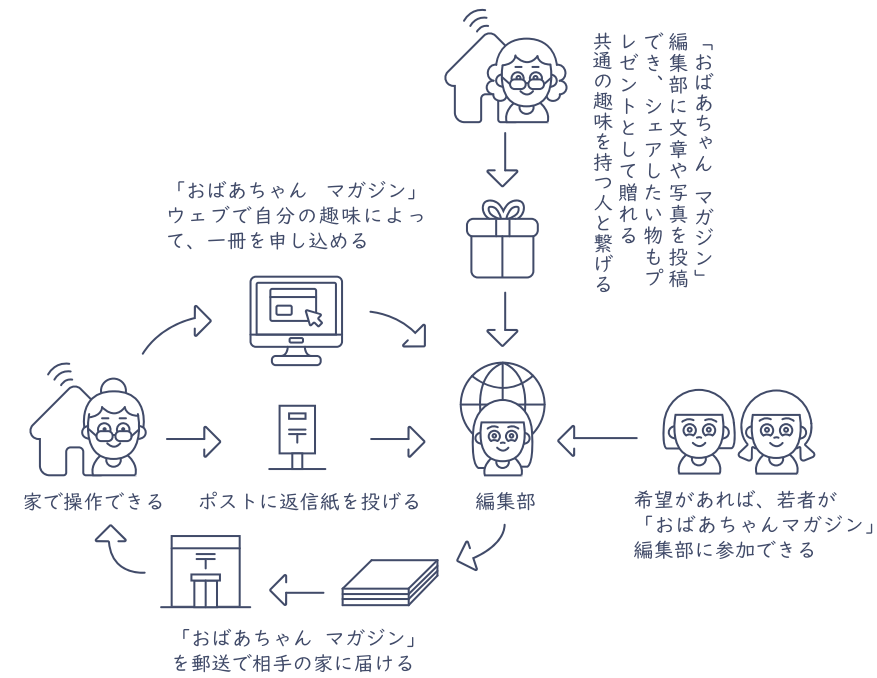 「おばあちゃん マガジン」
編集部に文章や写真を投稿
でき、シェアしたい物もプ
レゼントとして贈れる
共通の趣味を持つ人と繋げる
「おばあちゃん マガジン」
ウェブで自分の趣味によっ
て、一冊を申し込める
家で操作できる
ポストに返信紙を投げる
編集部
希望があれば、若者が
「おばあちゃんマガジン」
編集部に参加できる
「おばあちゃん マガジン」
を郵送で相手の家に届ける